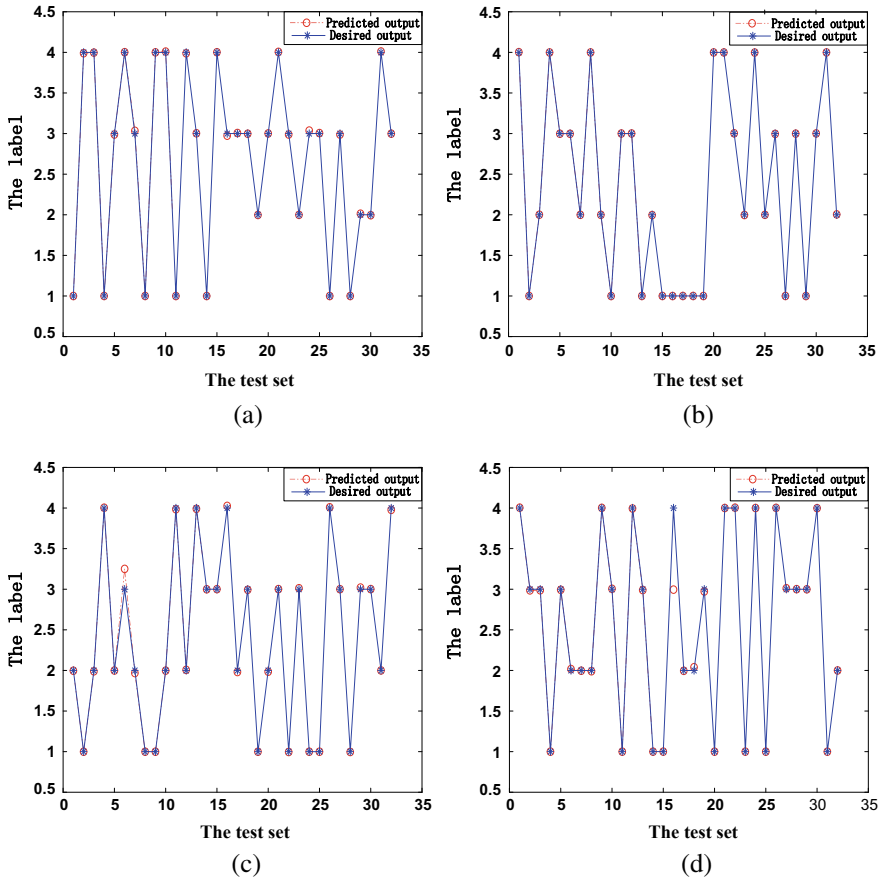 4.5
4
3.5
3
2.5
2
1.5
1
0.5
The label
Predicted output
Desired output
0 5 10 15 20 25 30 35
The test set
(a)
4.5
4
3.5
3
2.5
2
1.5
1
0.5
The label
Predicted output
Desired output
0 5 10 15 20 25 30 35
The test set
(b)
4.5
4
3.5
3
2.5
2
1.5
1
0.5
The label
Predicted output
Desired output
0 5 10 15 20 25 30 35
The test set
(c)
4.5
4
3.5
3
2.5
2
1.5
1
0.5
The label
Predicted output
Desired output
0 5 10 15 20 25 30 35
The test set
(d)